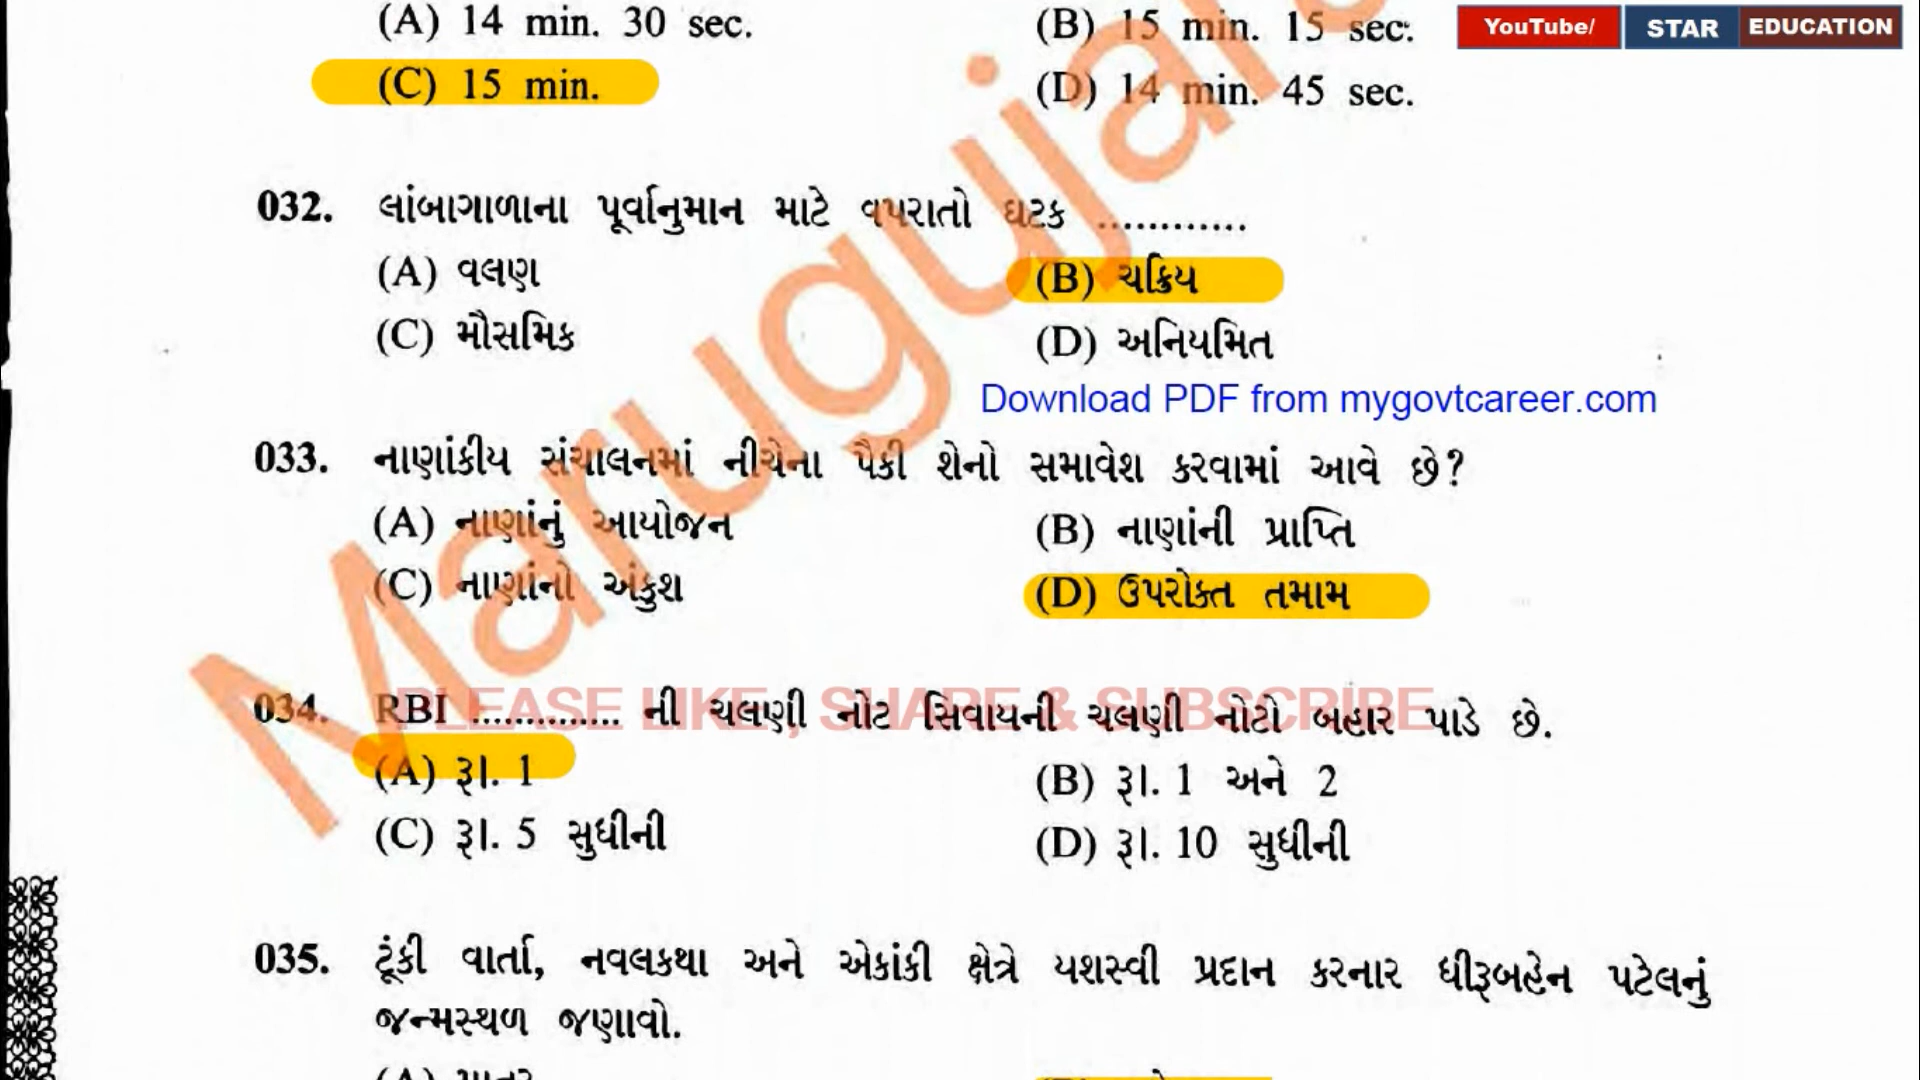 (A) 14 min. 30 sec.
(B) 15 min. 15 sec.
YouTube/ STAR EDUCATION
(C) 15 min.
(D) 14 min. 45 sec.
032. લાંબાગાળાના પૂર્વાનુમાન માટે વપરાતો ઘટક ............
(A) વલણ
(B) ચક્રિય
(C) મૌસમિક
(D) અનિયમિત
Download PDF from mygovtcareer.com
033. નાણાંકીય સંચાલનમાં નીચેના પૈકી શેનો સમાવેશ કરવામાં આવે છે?
(A) નાણાંનું આયોજન
(B) નાણાંની પ્રાપ્તિ
(C) નાણાંનો અંકુશ
(D) ઉપરોક્ત તમામ
034. RBI ............ ની ચલણી નોટ સિવાયની ચલણી નોટો બહાર પાડે છે.
PLEASE LIKE, SHARE & SUBSCRIBE
(A) રૂા. 1
(B) રૂા. 1 અને 2
(C) રૂા. 5 સુધીની
(D) રૂા. 10 સુધીની
035. ટૂંકી વાર્તા, નવલકથા અને એકાંકી ક્ષેત્રે યશસ્વી પ્રદાન કરનાર ધીરૂબહેન પટેલનું
જન્મસ્થળ જણાવો.